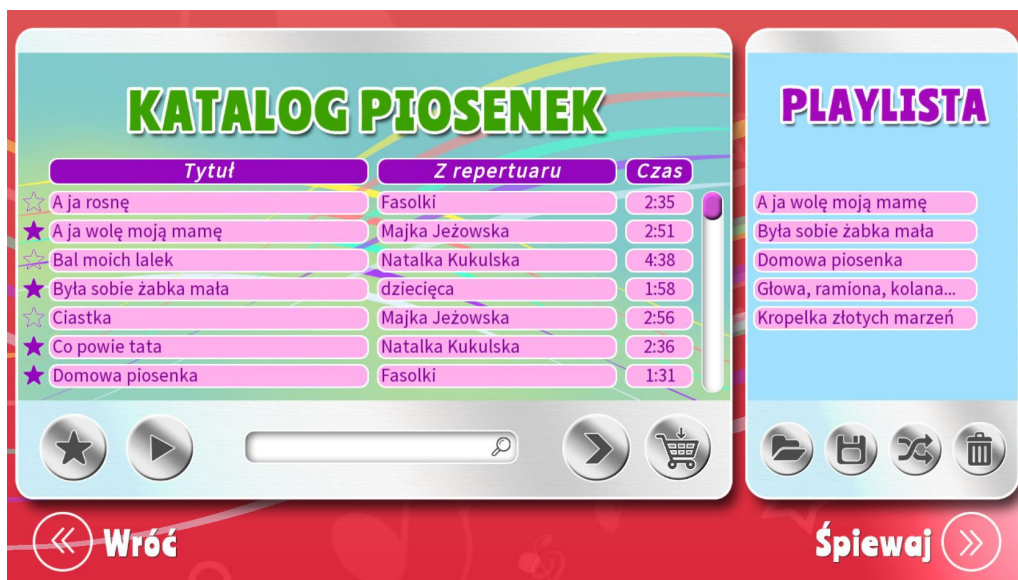 KATALOG PIOSENEK
Tytuł Z repertuaru Czas
A ja rosnę Fasolki 2:35
A ja wolę moją mamę Majka Jeżowska 2:51
Bal moich lalek Natalka Kukulska 4:38
Była sobie żabka mała dziecięca 1:58
Ciastka Majka Jeżowska 2:56
Co powie tata Natalka Kukulska 2:36
Domowa piosenka Fasolki 1:31
PLAYLISTA
A ja wolę moją mamę
Była sobie żabka mała
Domowa piosenka
Głowa, ramiona, kolana...
Kropelka złotych marzeń
Wróć
Śpiewaj